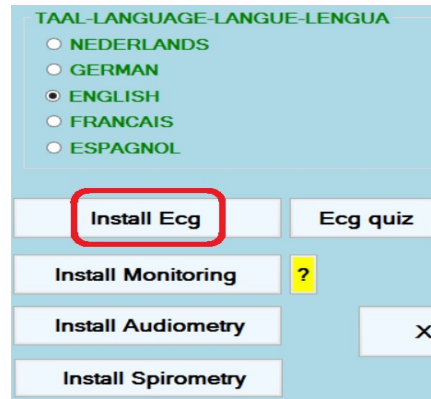 TAAL-LANGUAGE-LANGUE-LENGUA
NEDERLANDS
GERMAN
ENGLISH
FRANCAIS
ESPAGNOL
Install Ecg
Ecg quiz
Install Monitoring
?
Install Audiometry
X
Install Spirometry